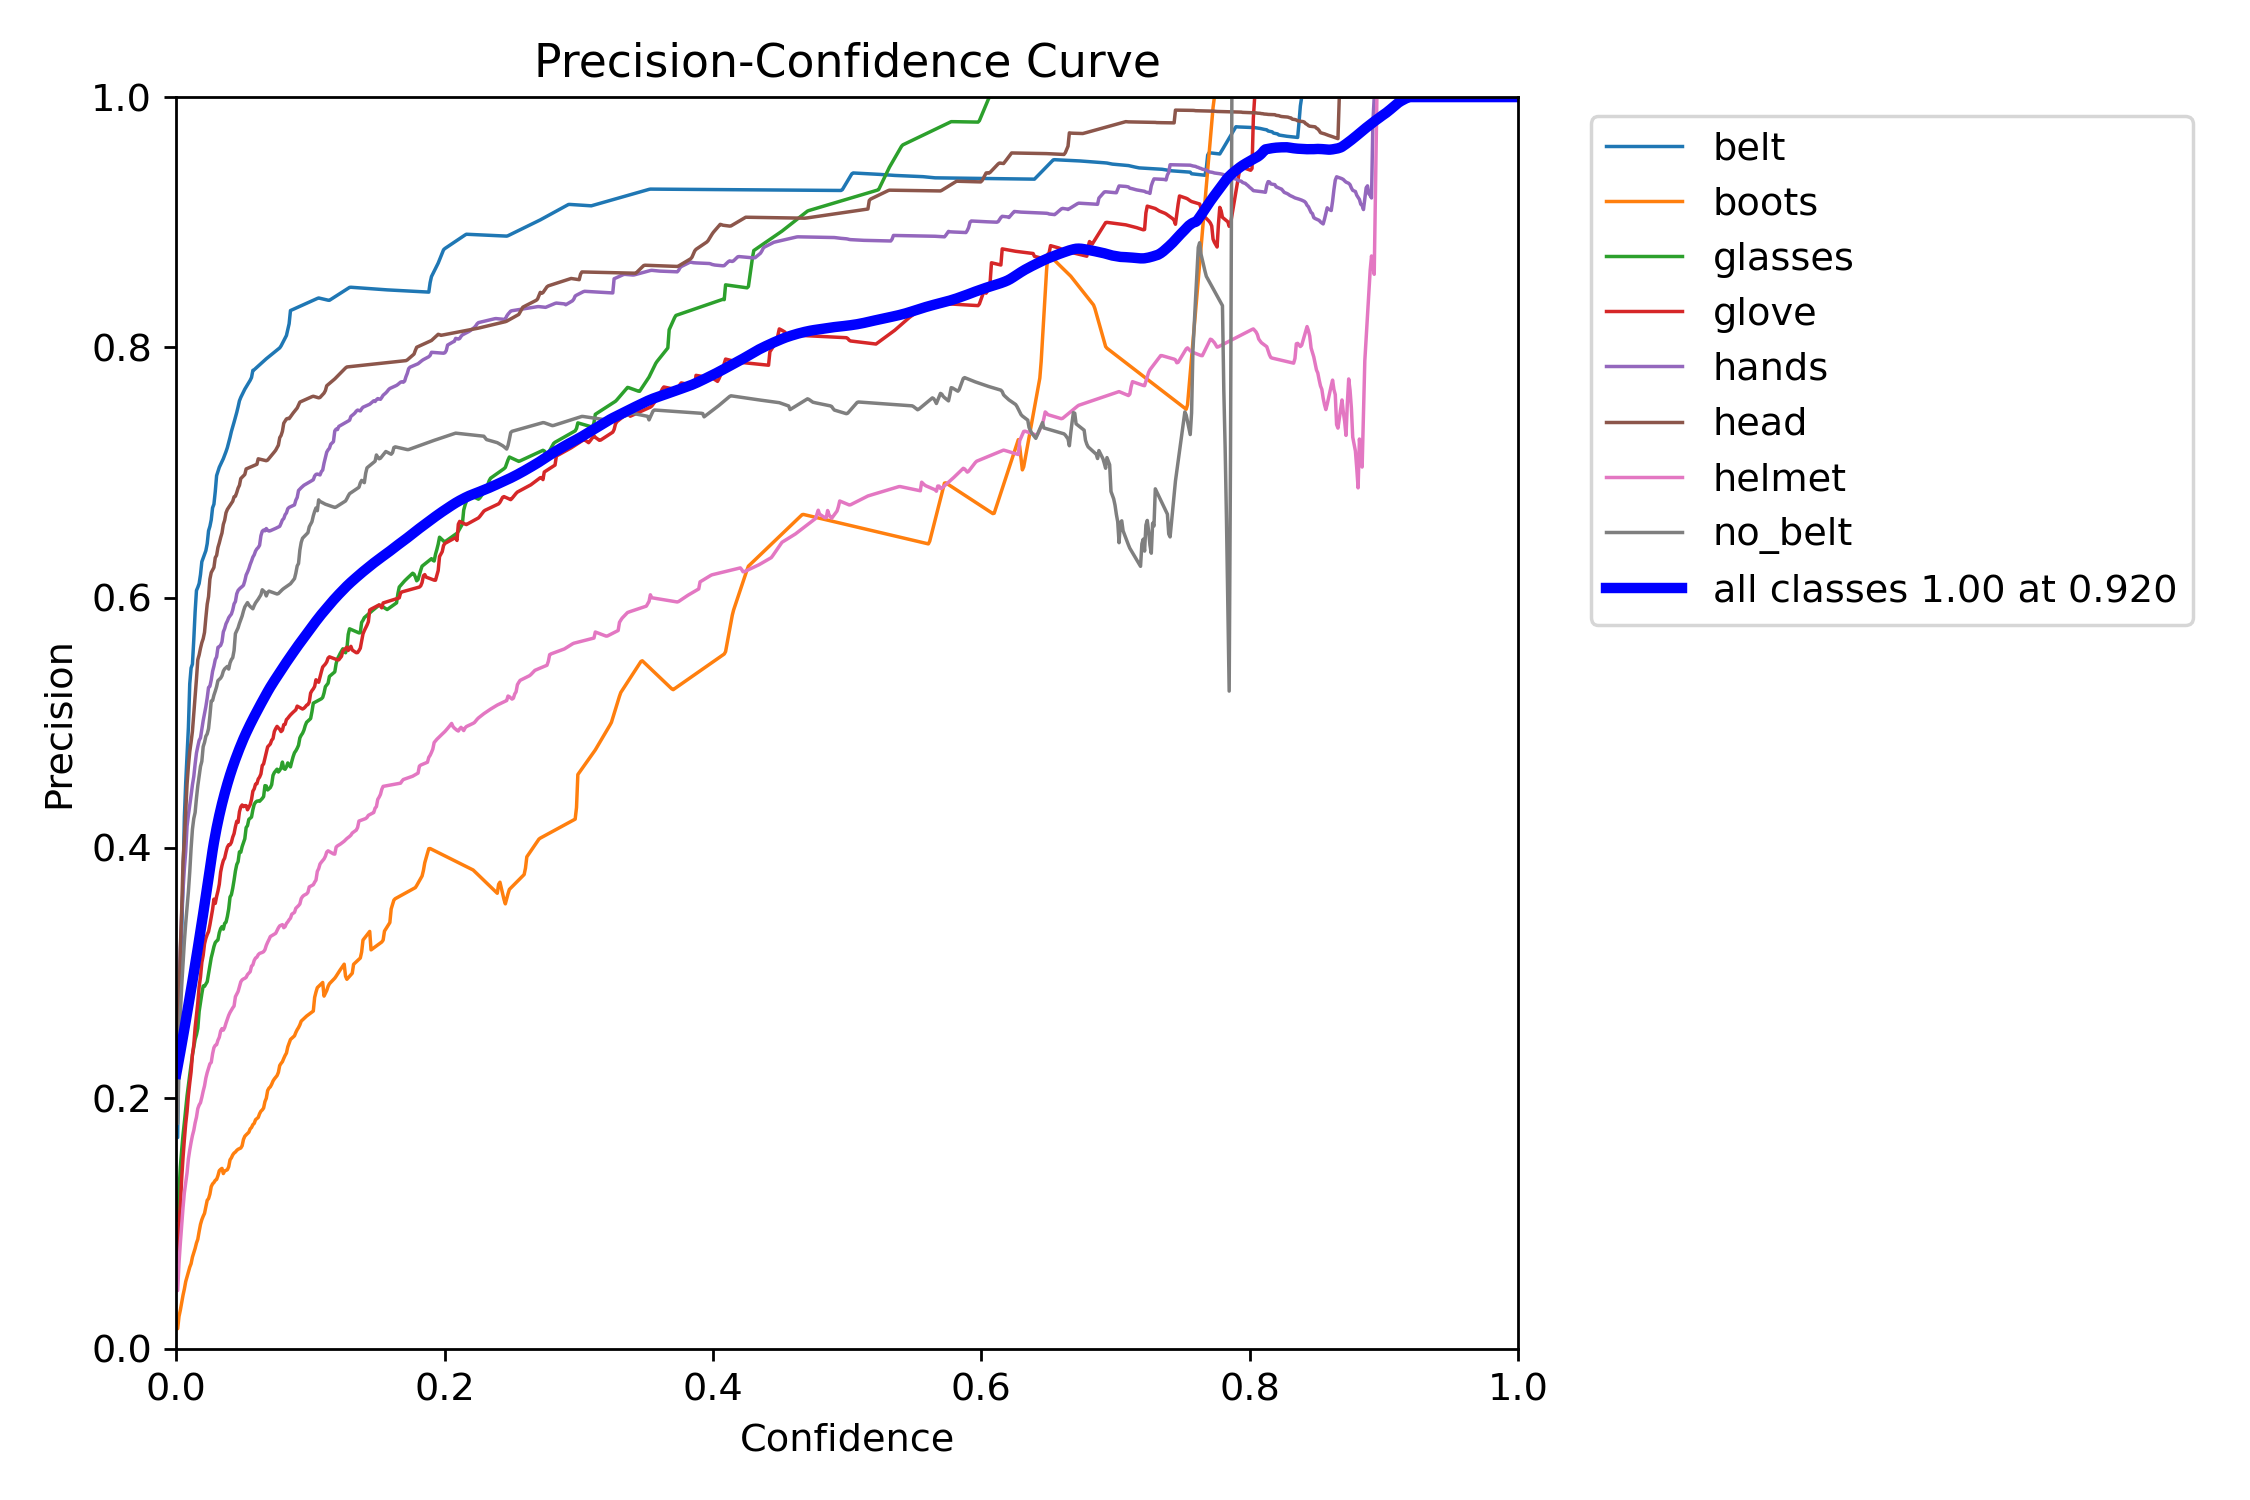 Precision-Confidence Curve
1.0
0.8
0.6
0.4
0.2
0.0
Precision
0.0 0.2 0.4 0.6 0.8 1.0
Confidence
belt
boots
glasses
glove
hands
head
helmet
no_belt
all classes 1.00 at 0.920